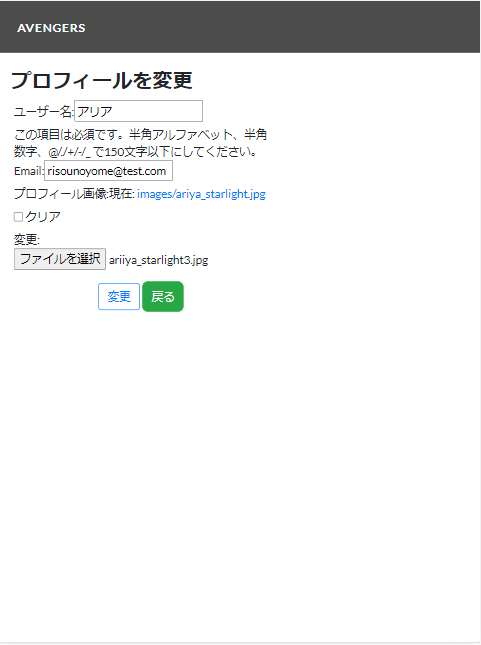 AVENGERS
プロフィールを変更
ユーザー名:アリア
この項目は必須です。半角アルファベット、半角
数字、@/./+/-/_ で150文字以下にしてください。
Email:risounoyome@test.com
プロフィール画像:現在: images/ariya_starlight.jpg
クリア
変更:
ファイルを選択 ariiya_starlight3.jpg
変更 戻る